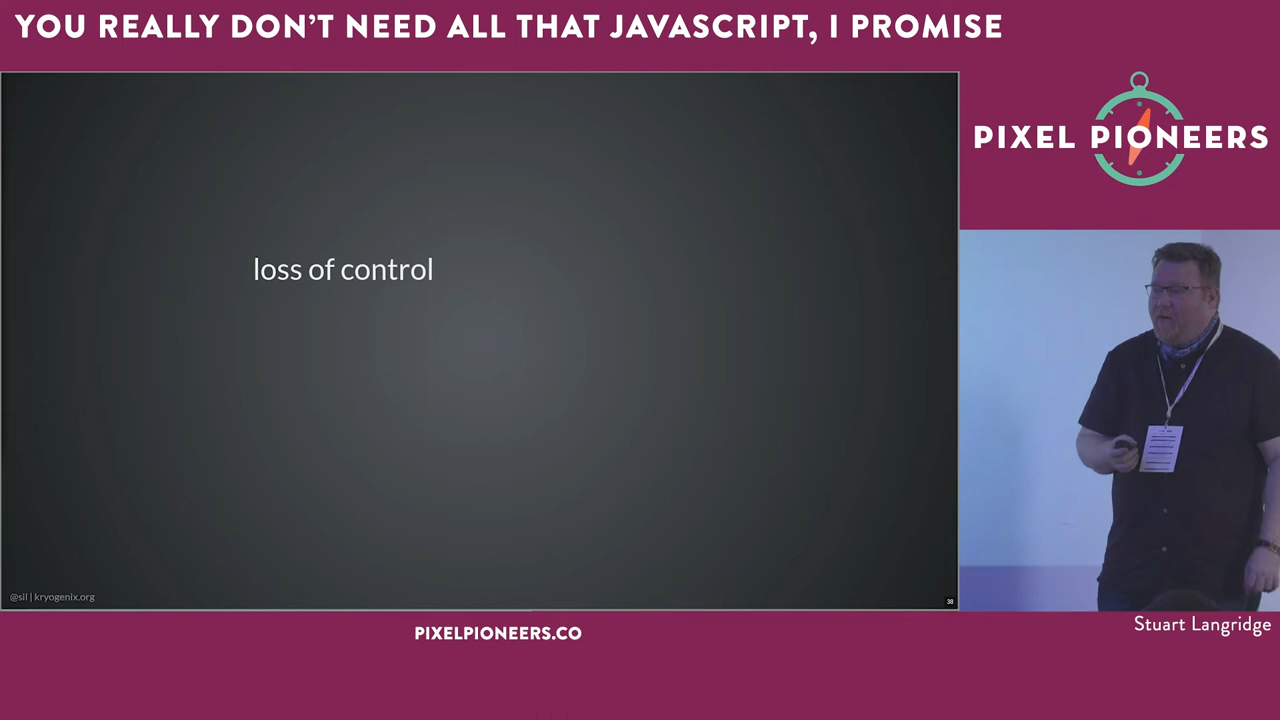 YOU REALLY DON'T NEED ALL THAT JAVASCRIPT, I PROMISE
PIXEL PIONEERS
loss of control
@sil | kryogenix.org
38
PIXELPIONEERS.CO
Stuart Langridge